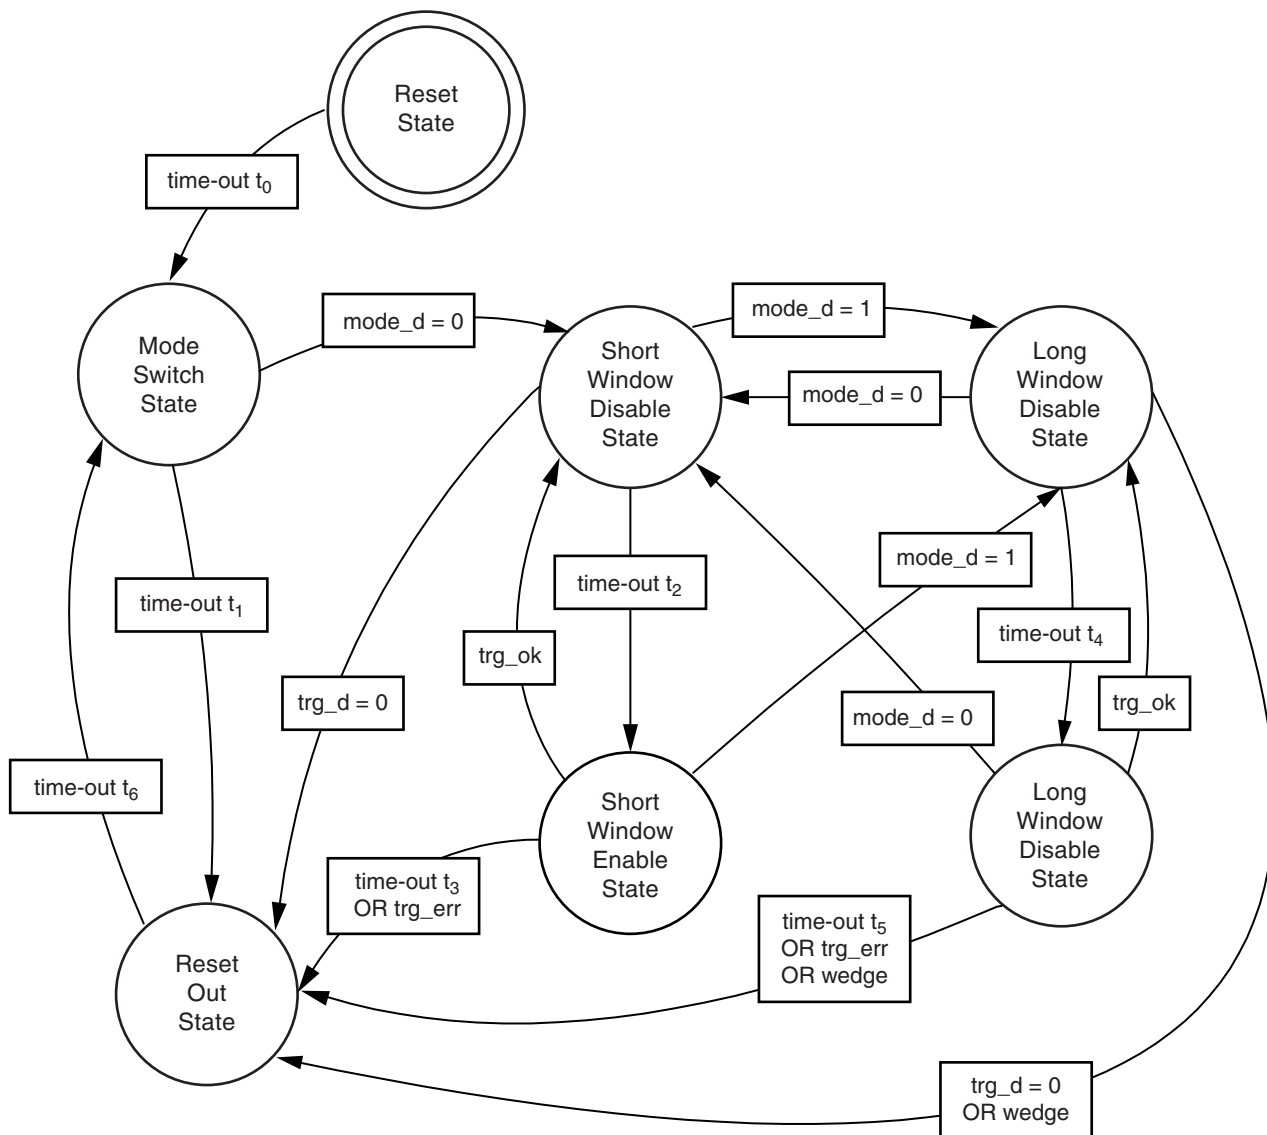 Reset
State
time-out t0
Mode
Switch
State
mode_d = 0
Short
Window
Disable
State
mode_d = 1
mode_d = 0
Long
Window
Disable
State
time-out t1
trg_ok
time-out t2
mode_d = 1
time-out t4
trg_d = 0
mode_d = 0
trg_ok
time-out t6
Short
Window
Enable
State
Long
Window
Disable
State
time-out t3
OR trg_err
time-out t5
OR trg_err
OR wedge
Reset
Out
State
trg_d = 0
OR wedge